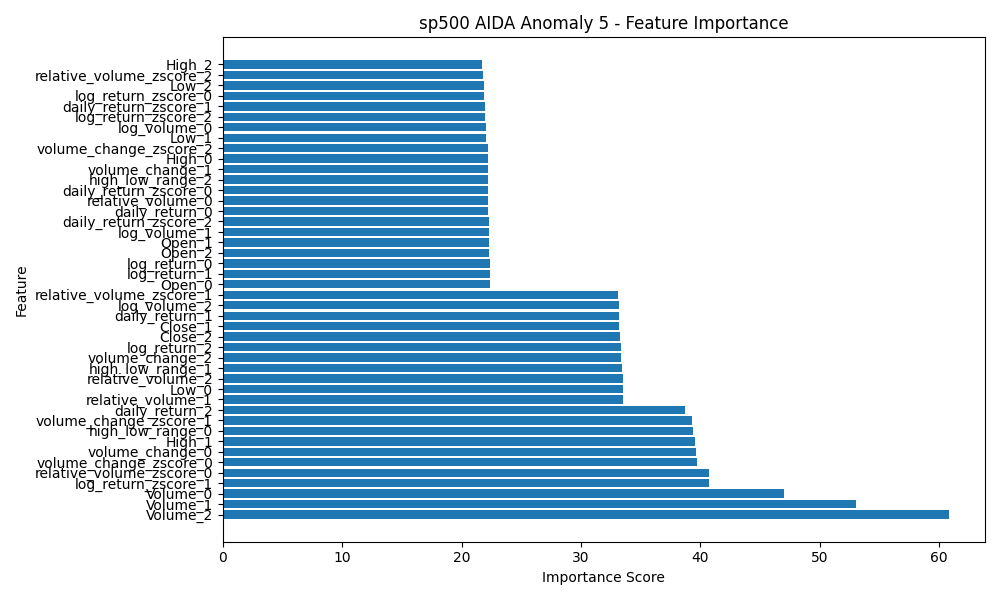 sp500 AIDA Anomaly 5 - Feature Importance
High_2
relative_volume_zscore_2
Low_2
log_return_zscore_0
daily_return_zscore_1
log_return_zscore_2
log_volume_0
Low_1
volume_change_zscore_2
High_0
volume_change_1
high_low_range_2
daily_return_zscore_0
relative_volume_0
daily_return_0
daily_return_zscore_2
log_volume_1
Open_1
Open_2
log_return_0
log_return_1
Open_0
relative_volume_zscore_1
log_volume_2
daily_return_1
Close_1
Close_2
log_return_2
volume_change_2
high_low_range_1
relative_volume_2
Low_0
relative_volume_1
daily_return_2
volume_change_zscore_1
high_low_range_0
High_1
volume_change_0
volume_change_zscore_0
relative_volume_zscore_0
log_return_zscore_1
Volume_0
Volume_1
Volume_2
Feature
0 10 20 30 40 50 60
Importance Score